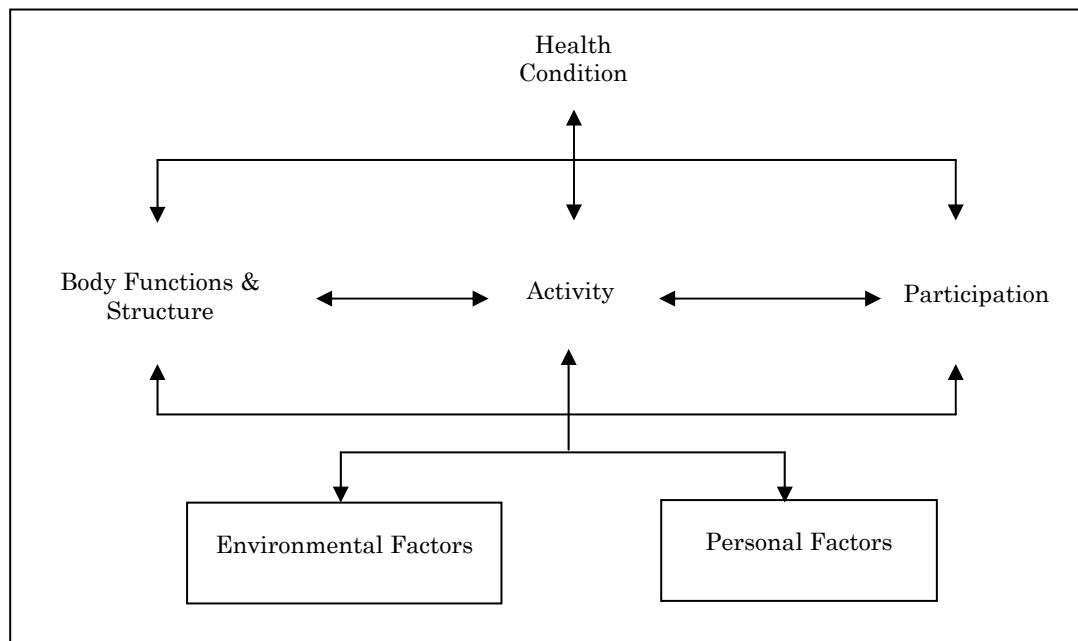 Health
Condition
Body Functions &
Structure
Activity
Participation
Environmental Factors
Personal Factors